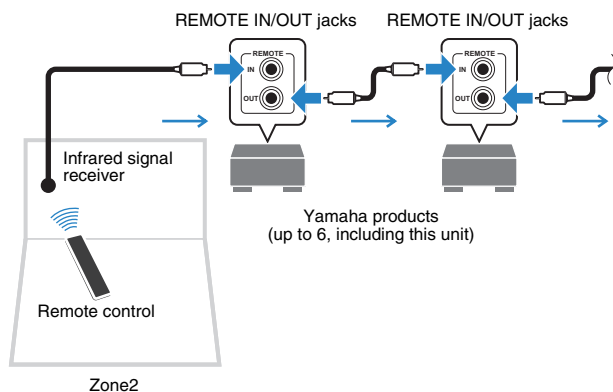 REMOTE IN/OUT jacks
REMOTE IN/OUT jacks
REMOTE
IN
OUT
REMOTE
IN
OUT
Infrared signal
receiver
Yamaha products
(up to 6, including this unit)
Remote control
Zone2